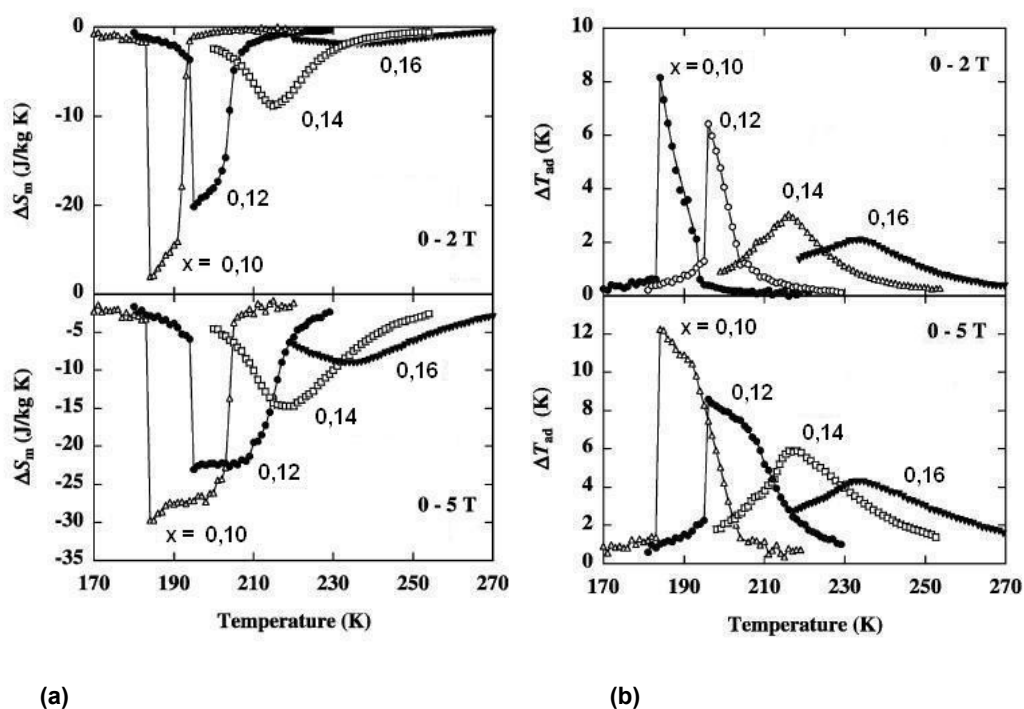 0
-10
-20
0
ΔSm (J/kg K)
0,16
0,14
0,12
x = 0,10
0 - 2 T
-5
-10
-15
-20
-25
-30
-35
ΔSm (J/kg K)
0,16
0,14
0,12
x = 0,10
0 - 5 T
170 190 210 230 250 270
Temperature (K)
(a)
10
8
6
4
2
0
ΔTad (K)
x = 0,10
0 - 2 T
0,12
0,14
0,16
12
10
8
6
4
2
0
ΔTad (K)
x = 0,10
0 - 5 T
0,12
0,14
0,16
170 190 210 230 250 270
Temperature (K)
(b)